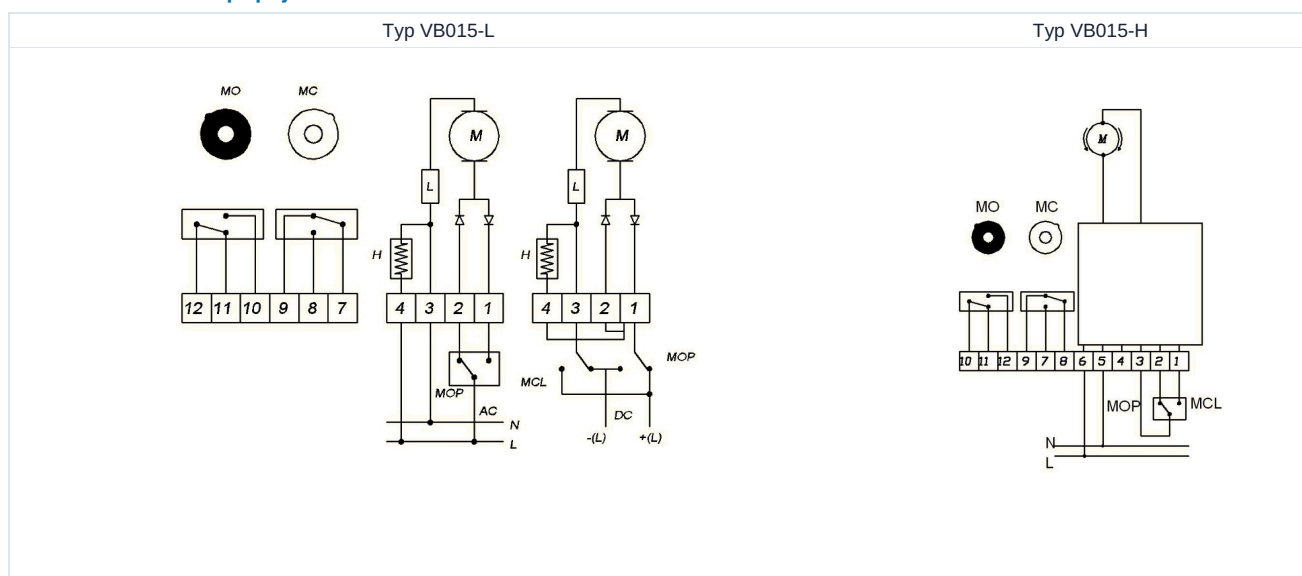 Typ VB015-L
Typ VB015-H
MO MC
M M
L L
H H
12 11 10 9 8 7
4 3 2 1
4 3 2 1
MOP
MCL
MOP
AC
DC
N
L
-(L) +(L)
M
MO MC
10 11 12 9 7 8 6 5 4 3 2 1
MOP MCL
N
L